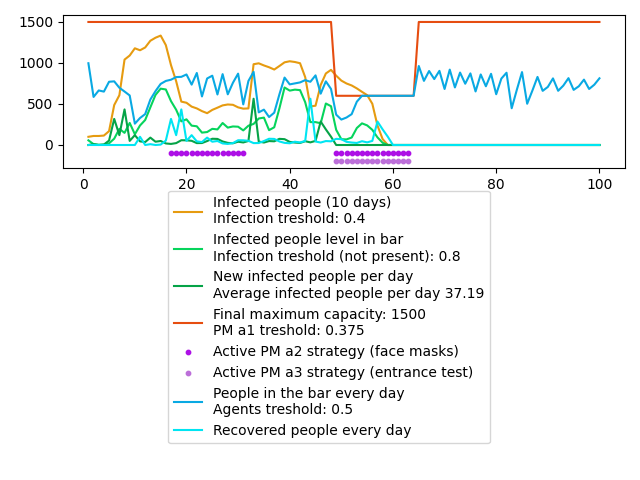 1500
1000
500
0
0
20
40
60
80
100
Infected people (10 days)
Infection treshold: 0.4
Infected people level in bar
Infection treshold (not present): 0.8
New infected people per day
Average infected people per day 37.19
Final maximum capacity: 1500
PM a1 treshold: 0.375
Active PM a2 strategy (face masks)
Active PM a3 strategy (entrance test)
People in the bar every day
Agents treshold: 0.5
Recovered people every day